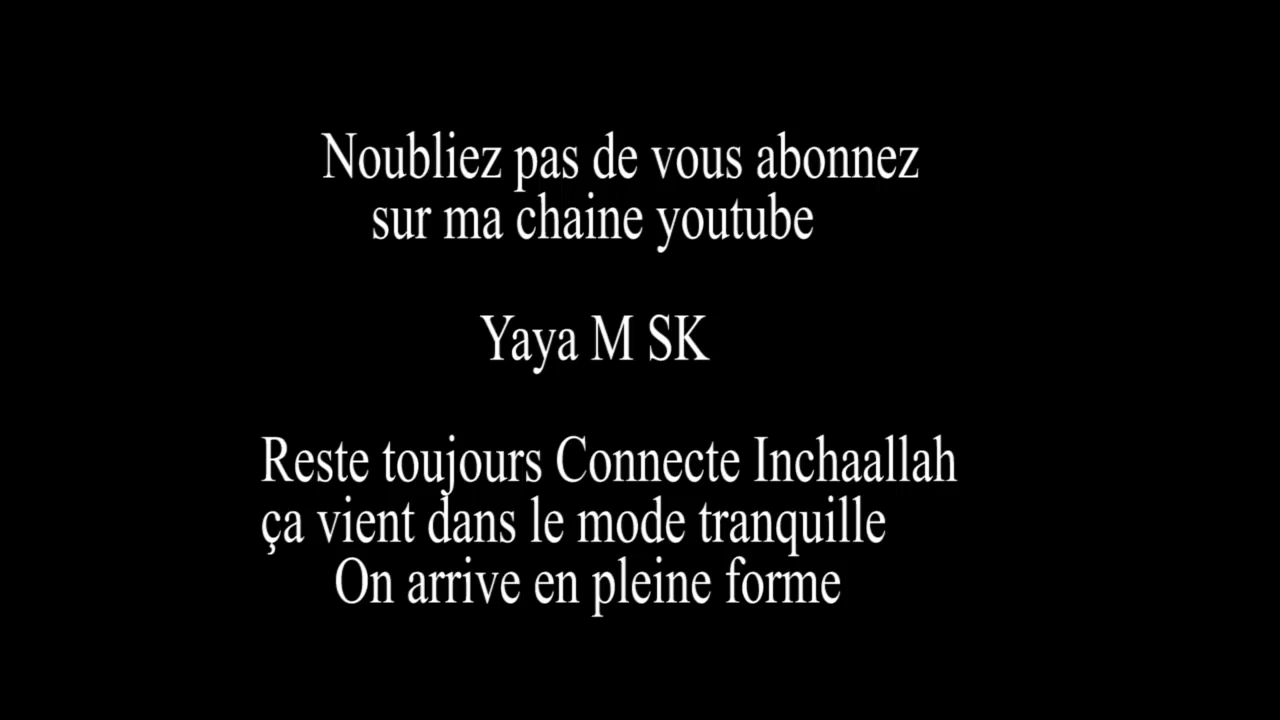 Noubliez pas de vous abonnez
sur ma chaine youtube
Yaya M SK
Reste toujours Connecte Inchaallah
ça vient dans le mode tranquille
On arrive en pleine forme